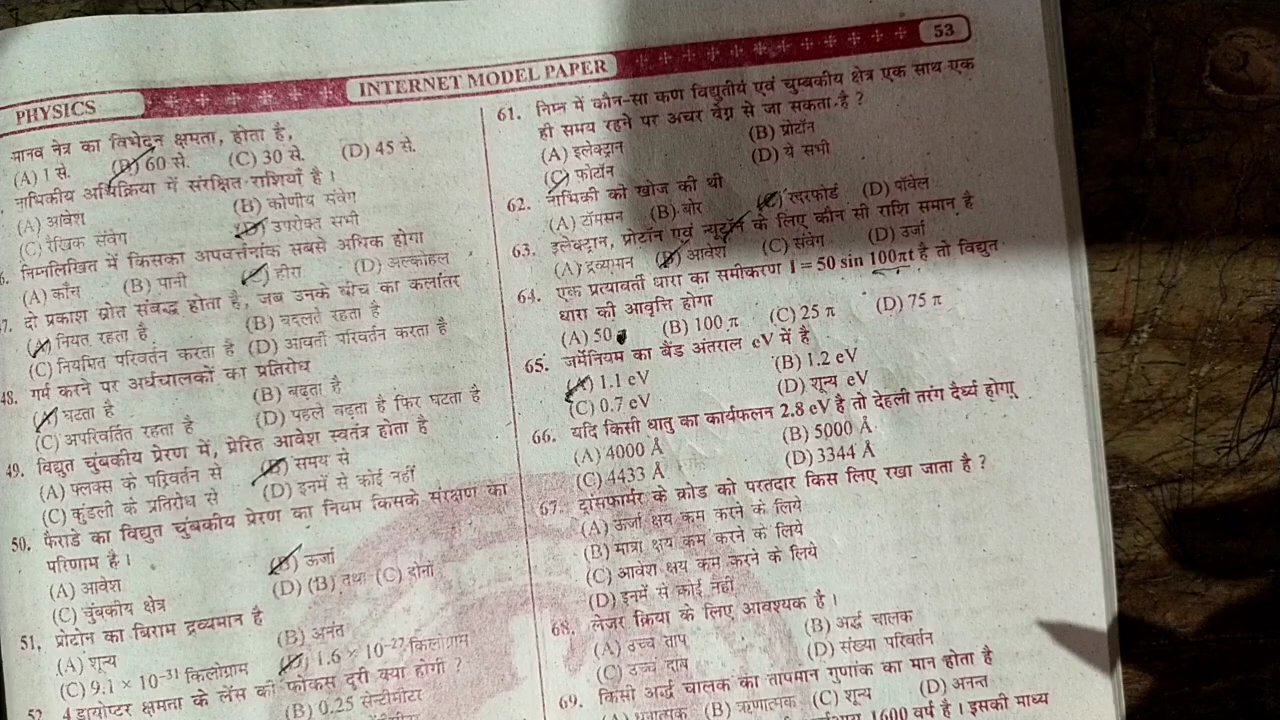 53
INTERNET MODEL PAPER
PHYSICS
मानव नेत्र का विभेदन क्षमता, होता है,
(A) 1 से. (B) 60 से. (C) 30 से. (D) 45 से.
नाभिकीय अभिक्रिया में संरक्षित राशियाँ है ।
(A) आवेश (B) कोणीय संवेग
(C) रैखिक संवेग (D) उपरोक्त सभी
6. निम्नलिखित में किसका अपवर्त्तनांक सबसे अधिक होगा
(A) काँच (B) पानी (C) हीरा (D) अल्कोहल
7. दो प्रकाश स्रोत संबद्ध होता है, जब उनके बीच का कलांतर
(A) नियत रहता है (B) बदलते रहता है
(C) नियमित परिवर्तन करता है (D) आवर्ती परिवर्तन करता है
48. गर्म करने पर अर्धचालकों का प्रतिरोध
(A) घटता है (B) बढ़ता है
(C) अपरिवर्तित रहता है (D) पहले बढ़ता है फिर घटता है
49. विद्युत चुंबकीय प्रेरण में, प्रेरित आवेश स्वतंत्र होता है
(A) फ्लक्स के परिवर्तन से (B) समय से
(C) कुंडली के प्रतिरोध से (D) इनमें से कोई नहीं
50. फैराडे का विद्युत चुंबकीय प्रेरण का नियम किसके संरक्षण का
परिणाम है ।
(A) आवेश (B) ऊर्जा
(C) चुंबकीय क्षेत्र (D) (B) तथा (C) दोनों
51. प्रोटोन का बिराम द्रव्यमान है
(A) शून्य (B) अनंत
(C) 9.1 × 10⁻³¹ किलोग्राम (D) 1.6 × 10⁻²⁷ किलोग्राम
52. 4 डायोप्टर क्षमता के लेंस की फोकस दुरी क्या होगी ?
(B) 0.25 सेन्टीमीटर
61. निम्न में कौन-सा कण विद्युतीय एवं चुम्बकीय क्षेत्र एक साथ एक
ही समय रहने पर अचर वेग से जा सकता है ?
(A) इलेक्ट्रान (B) प्रोटॉन
(C) फोटॉन (D) ये सभी
62. नाभिकी को खोज की थी
(A) टॉमसन (B) बोर (C) रदरफोर्ड (D) पॉवेल
63. इलेक्ट्रान, प्रोटॉन एवं न्यूट्रॉन के लिए कौन सी राशि समान है
(A) द्रव्यमान (B) आवेश (C) संवेग (D) उर्जा
64. एक प्रत्यावर्ती धारा का समीकरण I = 50 sin 100πt है तो विद्युत
धारा की आवृत्ति होगा
(A) 50 (B) 100 π (C) 25 π (D) 75 π
65. जर्मेनियम का बैंड अंतराल eV में है
(A) 1.1 eV (B) 1.2 eV
(C) 0.7 eV (D) शून्य eV
66. यदि किसी धातु का कार्यफलन 2.8 eV है तो देहली तरंग दैर्ध्य होगा
(A) 4000 Å (B) 5000 Å
(C) 4433 Å (D) 3344 Å
67. ट्रांसफार्मर के क्रोड को परतदार किस लिए रखा जाता है ?
(A) ऊर्जा क्षय कम करने के लिये
(B) मात्रा क्षय कम करने के लिये
(C) आवेश क्षय कम करने के लिये
(D) इनमें से कोई नहीं
68. लेजर क्रिया के लिए आवश्यक है ।
(A) उच्च ताप (B) अर्द्ध चालक
(C) उच्च दाब (D) संख्या परिवर्तन
69. किसी अर्द्ध चालक का तापमान गुणांक का मान होता है
(A) धनात्मक (B) ऋणात्मक (C) शून्य (D) अनन्त
1600 वर्ष है । इसकी माध्य